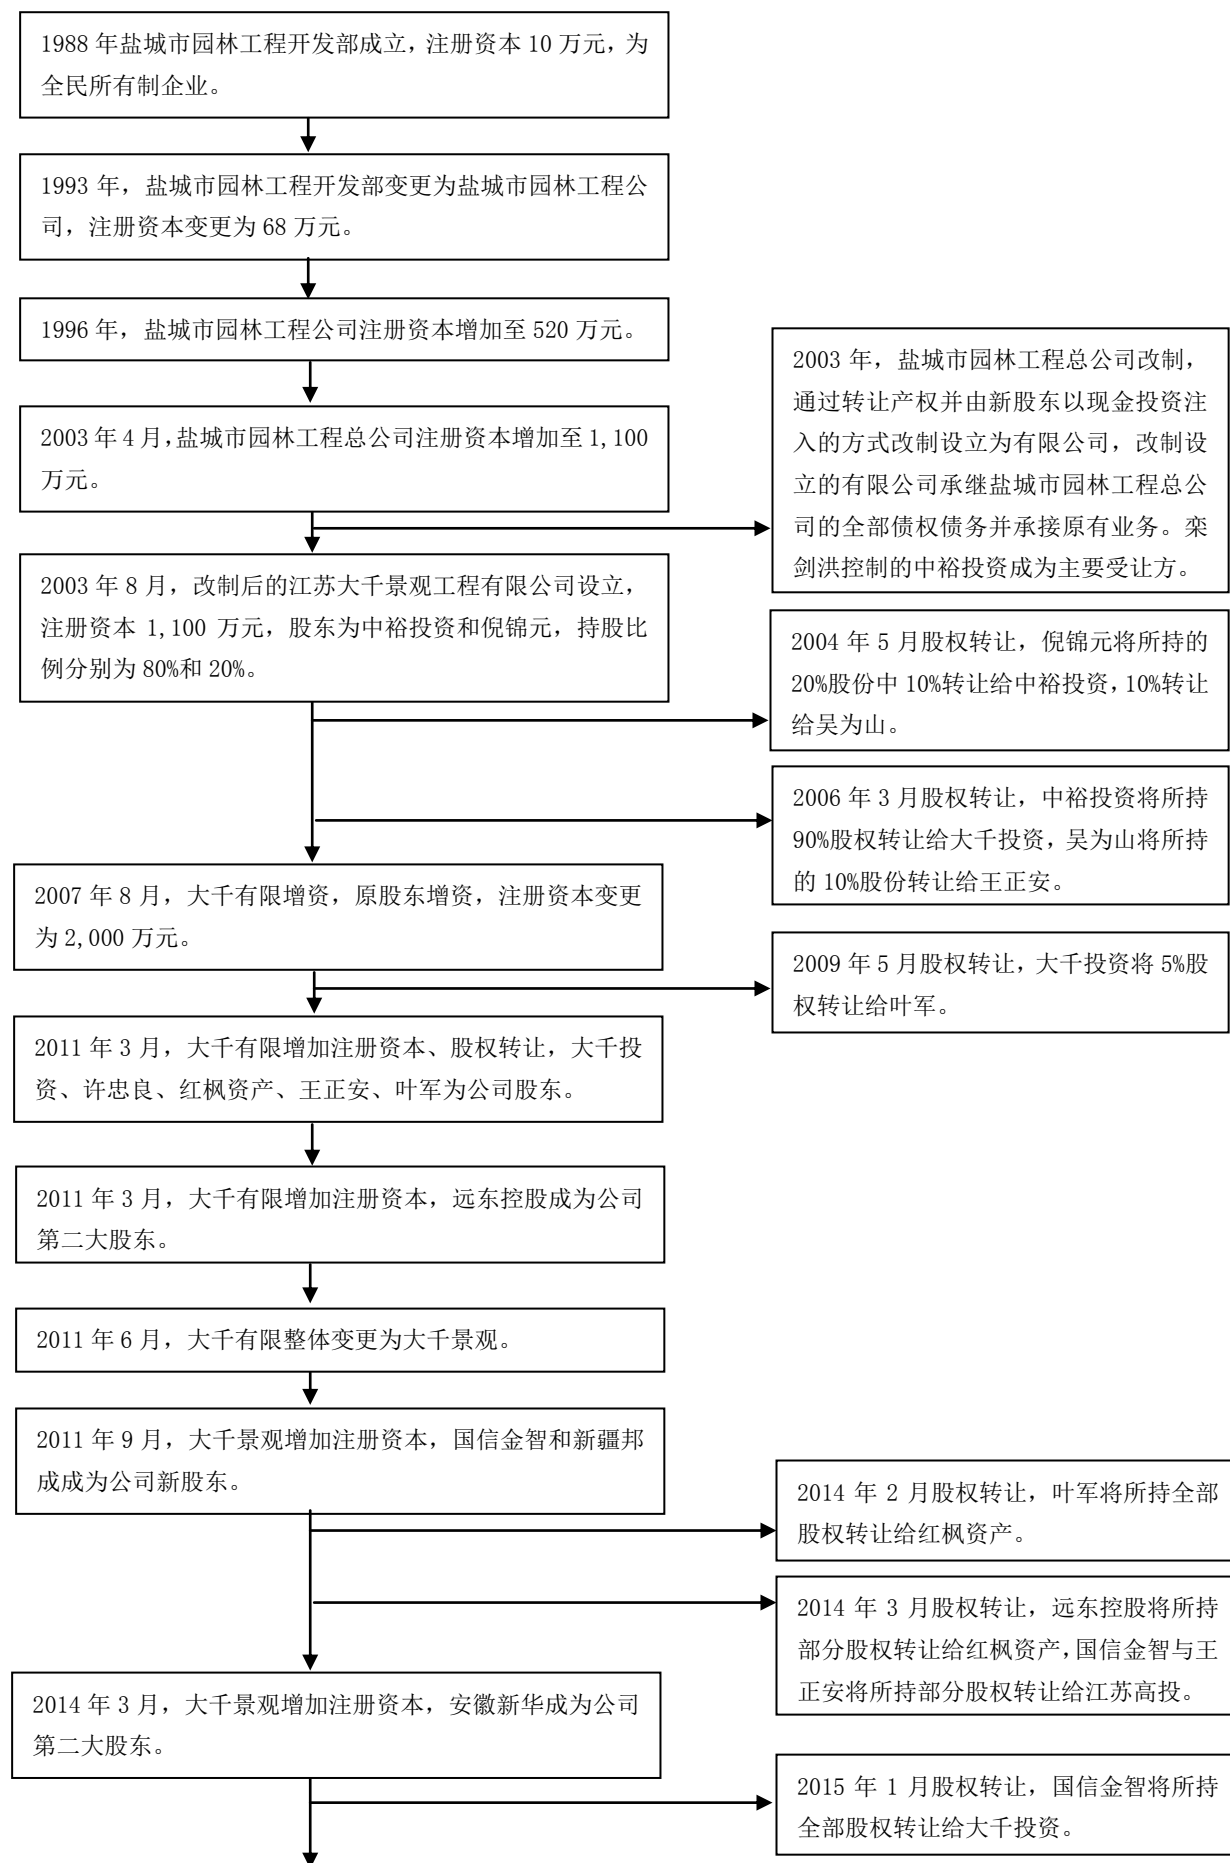 1988 年盐城市园林工程开发部成立，注册资本 10 万元，为
全民所有制企业。
1993 年，盐城市园林工程开发部变更为盐城市园林工程公
司，注册资本变更为 68 万元。
1996 年，盐城市园林工程公司注册资本增加至 520 万元。
2003 年 4 月，盐城市园林工程总公司注册资本增加至 1,100
万元。
2003 年，盐城市园林工程总公司改制，
通过转让产权并由新股东以现金投资注
入的方式改制设立为有限公司，改制设
立的有限公司承继盐城市园林工程总公
司的全部债权债务并承接原有业务。栾
剑洪控制的中裕投资成为主要受让方。
2003 年 8 月，改制后的江苏大千景观工程有限公司设立，
注册资本 1,100 万元，股东为中裕投资和倪锦元，持股比
例分别为 80%和 20%。
2004 年 5 月股权转让，倪锦元将所持的
20%股份中 10%转让给中裕投资，10%转让
给吴为山。
2006 年 3 月股权转让，中裕投资将所持
90%股权转让给大千投资，吴为山将所持
的 10%股份转让给王正安。
2007 年 8 月，大千有限增资，原股东增资，注册资本变更
为 2,000 万元。
2009 年 5 月股权转让，大千投资将 5%股
权转让给叶军。
2011 年 3 月，大千有限增加注册资本、股权转让，大千投
资、许忠良、红枫资产、王正安、叶军为公司股东。
2011 年 3 月，大千有限增加注册资本，远东控股成为公司
第二大股东。
2011 年 6 月，大千有限整体变更为大千景观。
2011 年 9 月，大千景观增加注册资本，国信金智和新疆邦
成成为公司新股东。
2014 年 2 月股权转让，叶军将所持全部
股权转让给红枫资产。
2014 年 3 月股权转让，远东控股将所持
部分股权转让给红枫资产，国信金智与王
正安将所持部分股权转让给江苏高投。
2014 年 3 月，大千景观增加注册资本，安徽新华成为公司
第二大股东。
2015 年 1 月股权转让，国信金智将所持
全部股权转让给大千投资。